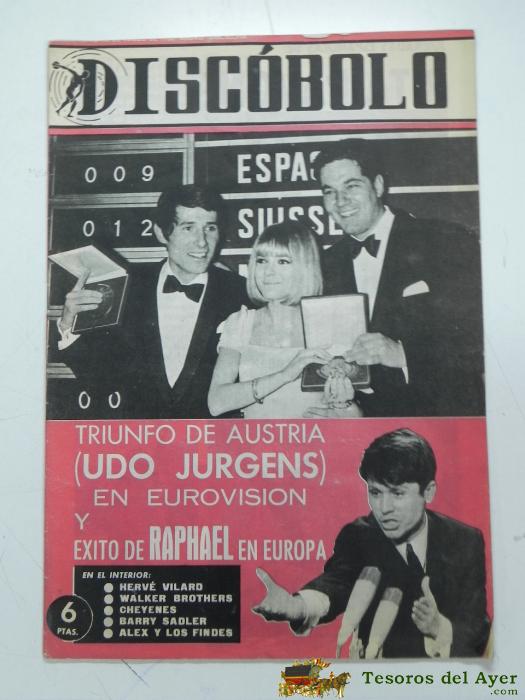 DISCÓBOLO
009 ESPA
012 SUISSE
00
TRIUNFO DE AUSTRIA
(UDO JURGENS)
EN EUROVISION
Y
EXITO DE RAPHAEL EN EUROPA
EN EL INTERIOR:
● HERVÉ VILARD
● WALKER BROTHERS
● CHEYENES
● BARRY SADLER
● ALEX Y LOS FINDES
6
PTAS.
Tesoros del Ayer
.com